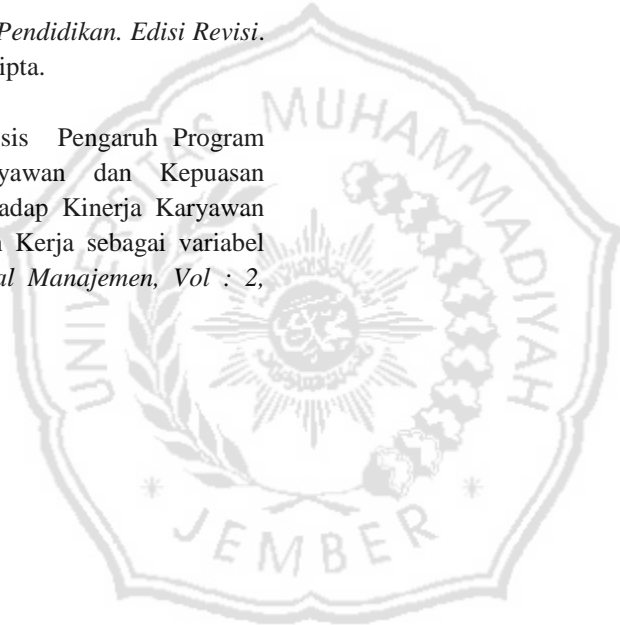 Pendidikan. Edisi Revisi.
ipta.
sis Pengaruh Program
yawan dan Kepuasan
adap Kinerja Karyawan
n Kerja sebagai variabel
al Manajemen, Vol : 2,
UNIVERSITAS MUHAMMADIYAH
JEMBER